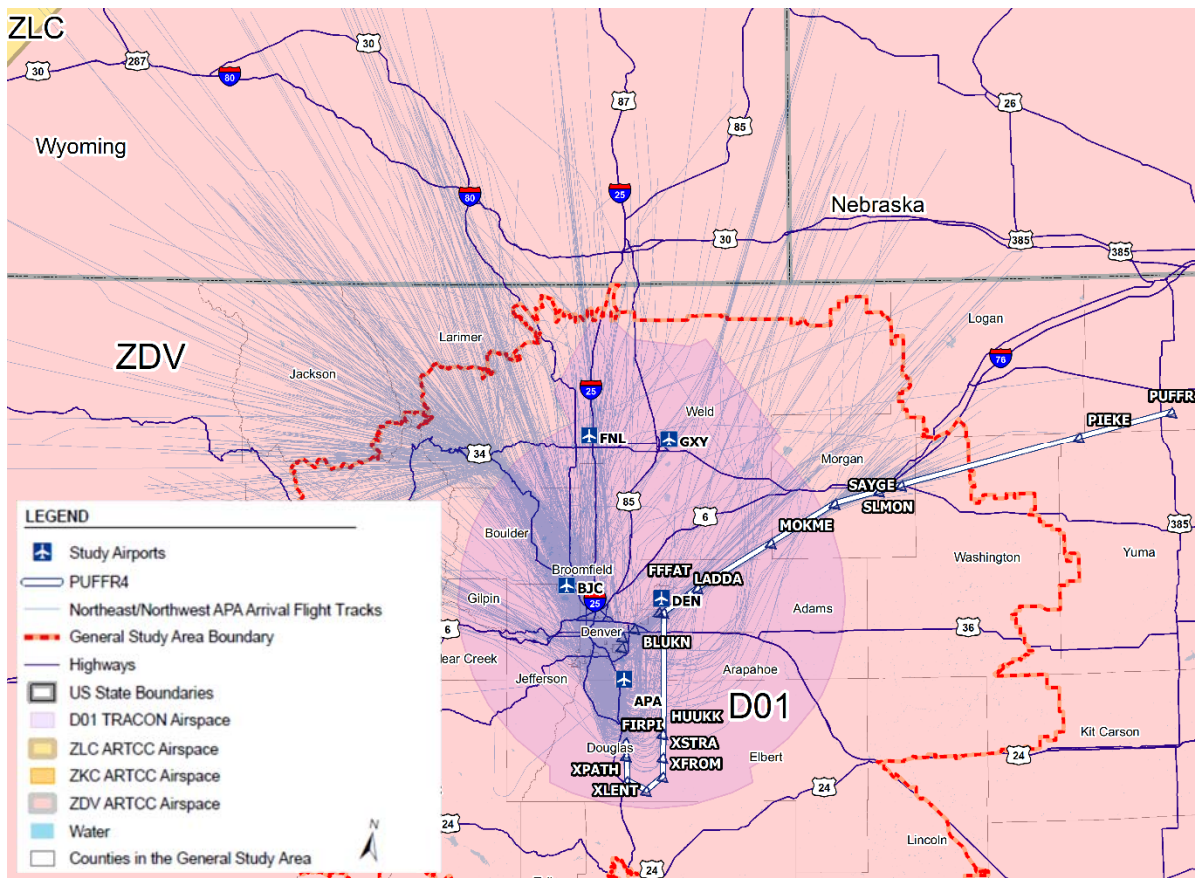 ZLC
30
287
30
80
87
85
26
Wyoming
80
25
Nebraska
30
385
385
Larimer
Logan
ZDV
Jackson
76
25
PUFFR
Weld
PIEKE
FNL
GXY
34
Morgan
SAYGE
SLMON
85
6
MOKME
385
Boulder
Washington
Yuma
Broomfield
FFFAT
LADDA
BJC
Gilpin
25
DEN
Adams
6
Denver
36
BLUKN
lear Creek
Arapahoe
Jefferson
APA
D01
FIRPI
HUUKK
Kit Carson
Douglas
XSTRA
24
Elbert
XPATH
XFROM
XLENT
24
24
Lincoln
24
LEGEND
Study Airports
PUFFR4
Northeast/Northwest APA Arrival Flight Tracks
General Study Area Boundary
Highways
US State Boundaries
D01 TRACON Airspace
ZLC ARTCC Airspace
ZKC ARTCC Airspace
ZDV ARTCC Airspace
Water
N
Counties in the General Study Area